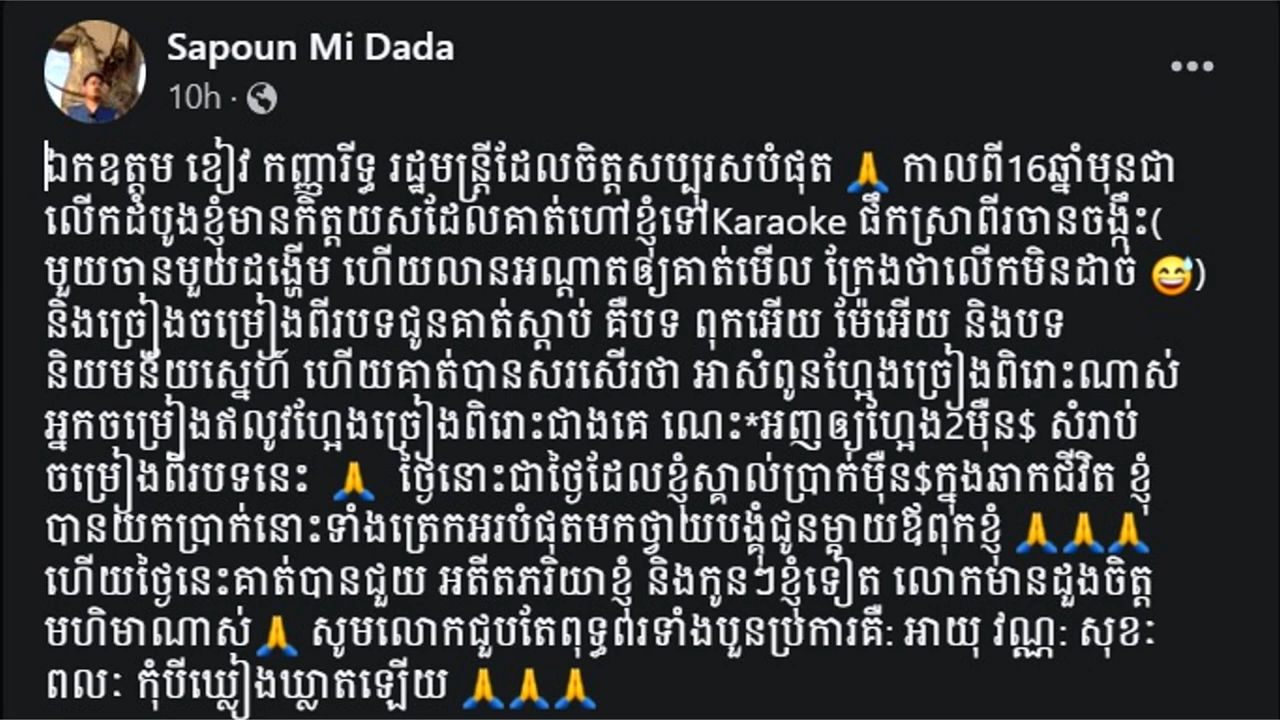 Sapoun Mi Dada
10h ·
ឯកឧត្តម ខៀវ កញ្ញារីទ្ធ រដ្ឋមន្ត្រីដែលចិត្តសប្បុរសបំផុត 🙏 កាលពី16ឆ្នាំមុនជា
លើកដំបូងខ្ញុំមានកិត្តយសដែលគាត់ហៅខ្ញុំទៅKaraoke ផឹកស្រាពីរចានចង្កឹះ(
មួយចានមួយដង្ហើម ហើយលានអណ្តាតឲ្យគាត់មើល ក្រែងថាលើកមិនដាច់ 😅)
និងច្រៀងចម្រៀងពីរបទជូនគាត់ស្តាប់ គឺបទ ពុកអើយ ម៉ែអើយ និងបទ
និយមន័យស្នេហ៍ ហើយគាត់បានសរសើរថា អាសំពូនហ្អែងច្រៀងពិរោះណាស់
អ្នកចម្រៀងឥលូវហ្អែងច្រៀងពិរោះជាងគេ ណេះ*អញឲ្យហ្អែង2ម៉ឺន$ សំរាប់
ចម្រៀងពីរបទនេះ 🙏 ថ្ងៃនោះជាថ្ងៃដែលខ្ញុំស្គាល់ប្រាក់ម៉ឺន$ក្នុងឆាកជីវិត ខ្ញុំ
បានយកប្រាក់នោះទាំងត្រេកអរបំផុតមកថ្វាយបង្គំជូនម្តាយឪពុកខ្ញុំ 🙏🙏🙏
ហើយថ្ងៃនេះគាត់បានជួយ អតីតភរិយាខ្ញុំ និងកូនៗខ្ញុំទៀត លោកមានដួងចិត្ត
មហិមាណាស់🙏 សូមលោកជួបតែពុទ្ធពរទាំងបួនប្រការគឺ: អាយុ វណ្ណ: សុខៈ
ពលៈ កុំបីឃ្លៀងឃ្លាតឡើយ 🙏🙏🙏